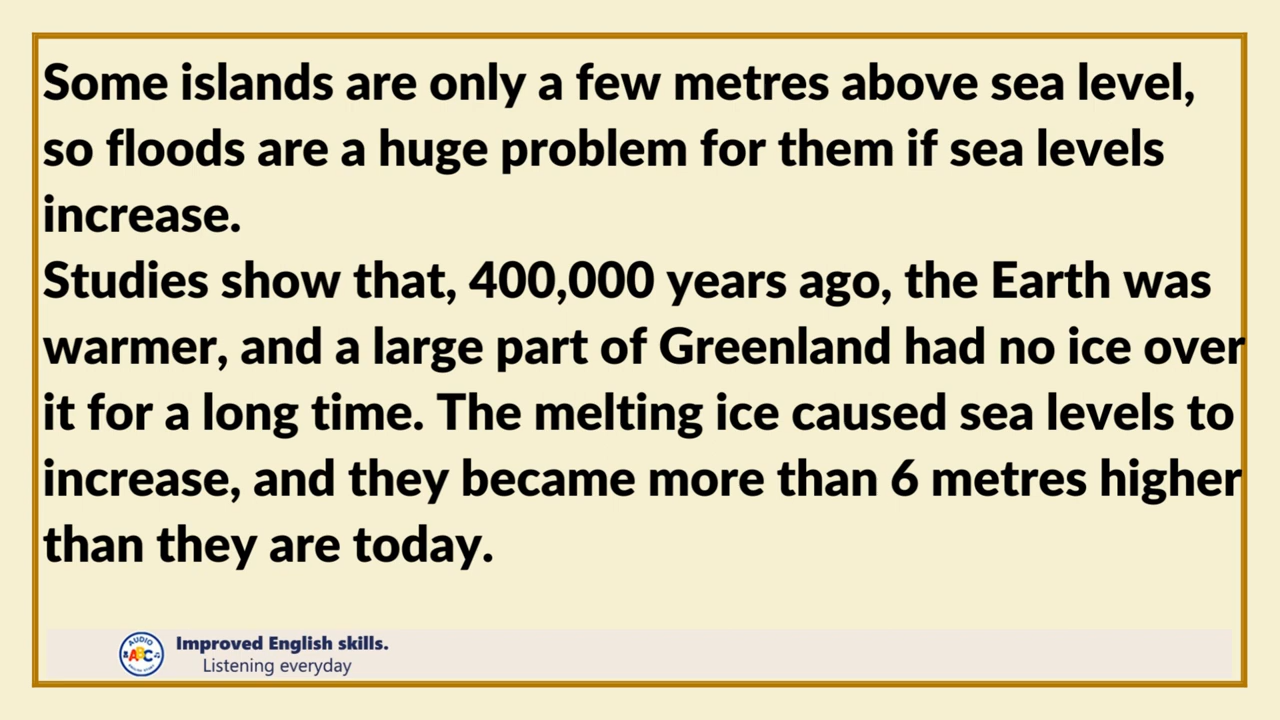 Some islands are only a few metres above sea level,
so floods are a huge problem for them if sea levels
increase.
Studies show that, 400,000 years ago, the Earth was
warmer, and a large part of Greenland had no ice over
it for a long time. The melting ice caused sea levels to
increase, and they became more than 6 metres higher
than they are today.
AUDIO
ABC
Improved English skills.
Listening everyday